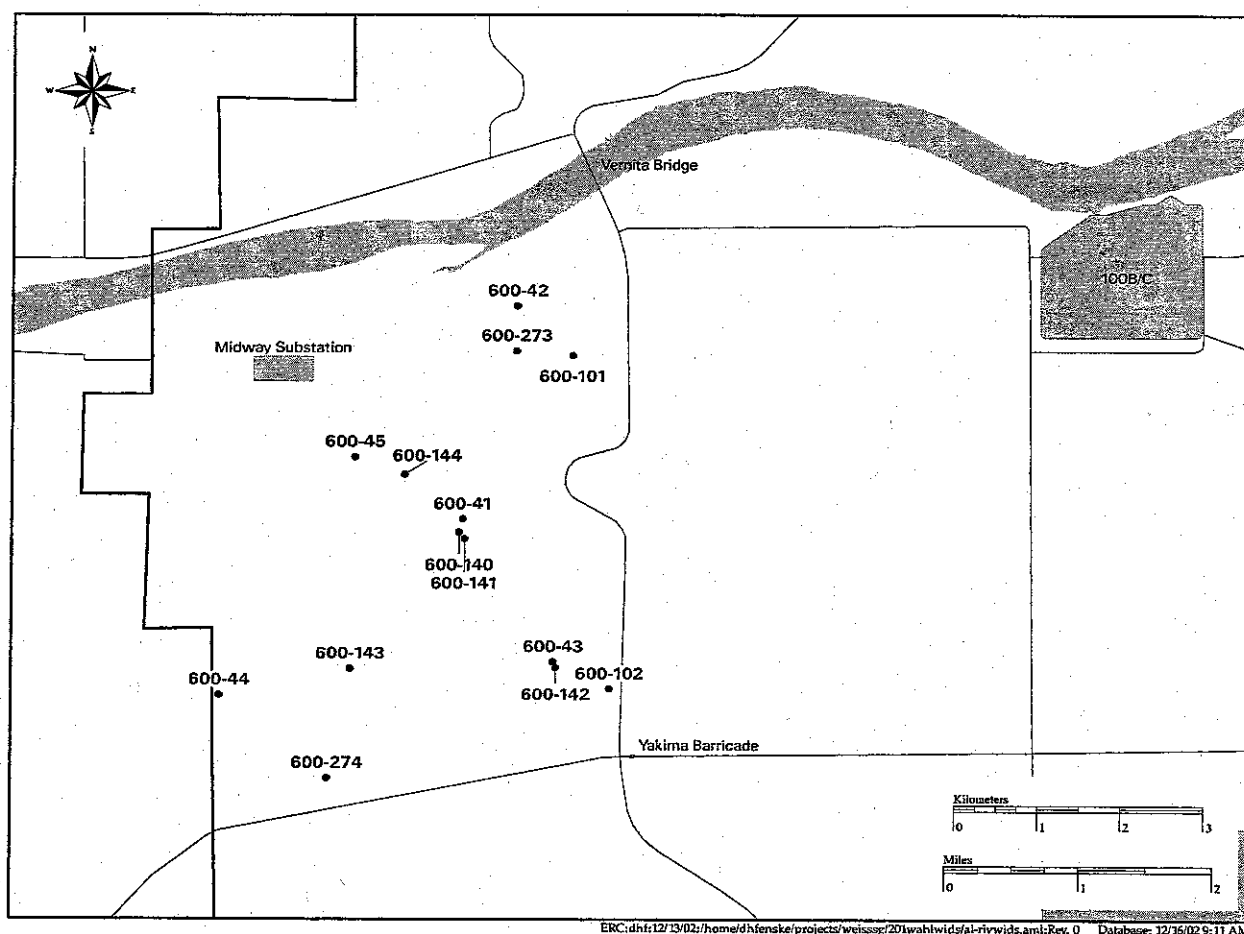 N
W E
S
Vernita Bridge
100B/C
600-42
Midway Substation
600-273
600-101
600-45
600-144
600-41
600-140
600-141
600-143
600-43
600-44
600-102
600-142
Yakima Barricade
600-274
Kilometers
0 1 2 3
Miles
0 1 2
ERC:dhf:12/13/02:/home/dhfenske/projects/weisssg/201wahlwids/al-rivwids.aml:Rev. 0 Database: 12/16/02 9:11 AM